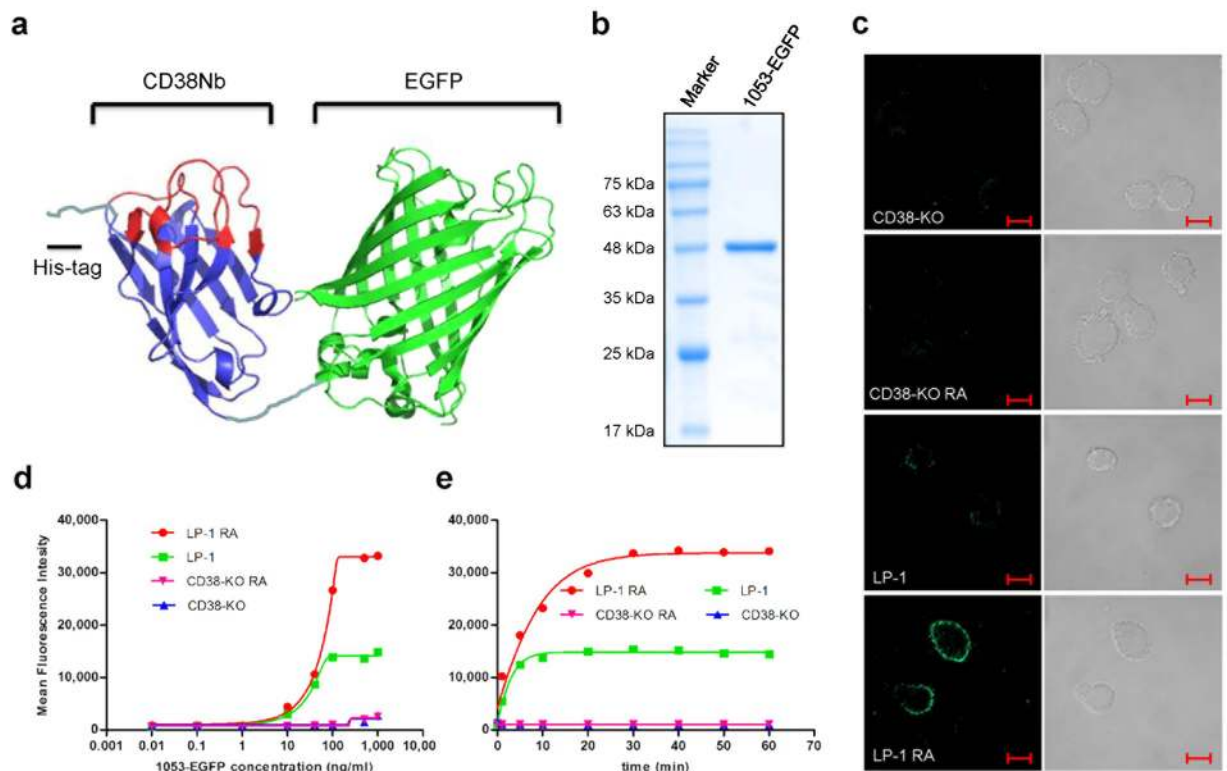 a
CD38Nb
EGFP
His-tag
b
Marker
1053-EGFP
75 kDa
63 kDa
48 kDa
35 kDa
25 kDa
17 kDa
c
CD38-KO
CD38-KO RA
LP-1
LP-1 RA
d
Mean Fluorescence Intesity
40,000
30,000
20,000
10,000
0
LP-1 RA
LP-1
CD38-KO RA
CD38-KO
0.001 0.01 0.1 1 10 100 1,000 10,00
1053-EGFP concentration (ng/ml)
e
40,000
30,000
20,000
10,000
0
LP-1 RA
LP-1
CD38-KO RA
CD38-KO
0 10 20 30 40 50 60 70
time (min)